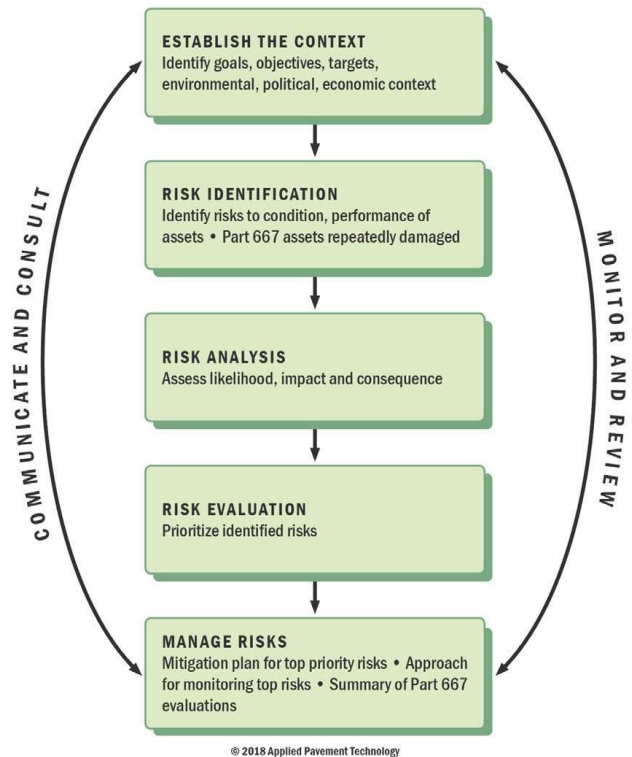 ESTABLISH THE CONTEXT
Identify goals, objectives, targets,
environmental, political, economic context
RISK IDENTIFICATION
Identify risks to condition, performance of
assets • Part 667 assets repeatedly damaged
RISK ANALYSIS
Assess likelihood, impact and consequence
RISK EVALUATION
Prioritize identified risks
MANAGE RISKS
Mitigation plan for top priority risks • Approach
for monitoring top risks • Summary of Part 667
evaluations
COMMUNICATE AND CONSULT
MONITOR AND REVIEW
© 2018 Applied Pavement Technology